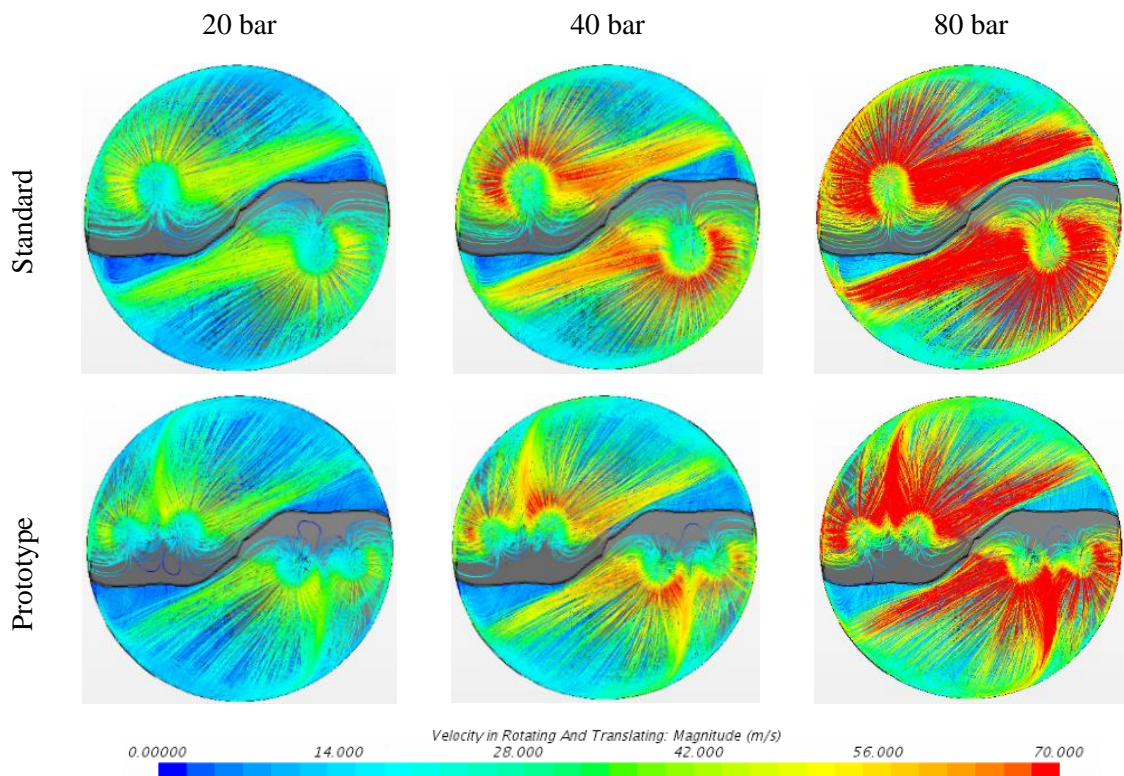 20 bar
40 bar
80 bar
Standard
Prototype
Velocity in Rotating And Translating: Magnitude (m/s)
0.00000 14.000 28.000 42.000 56.000 70.000